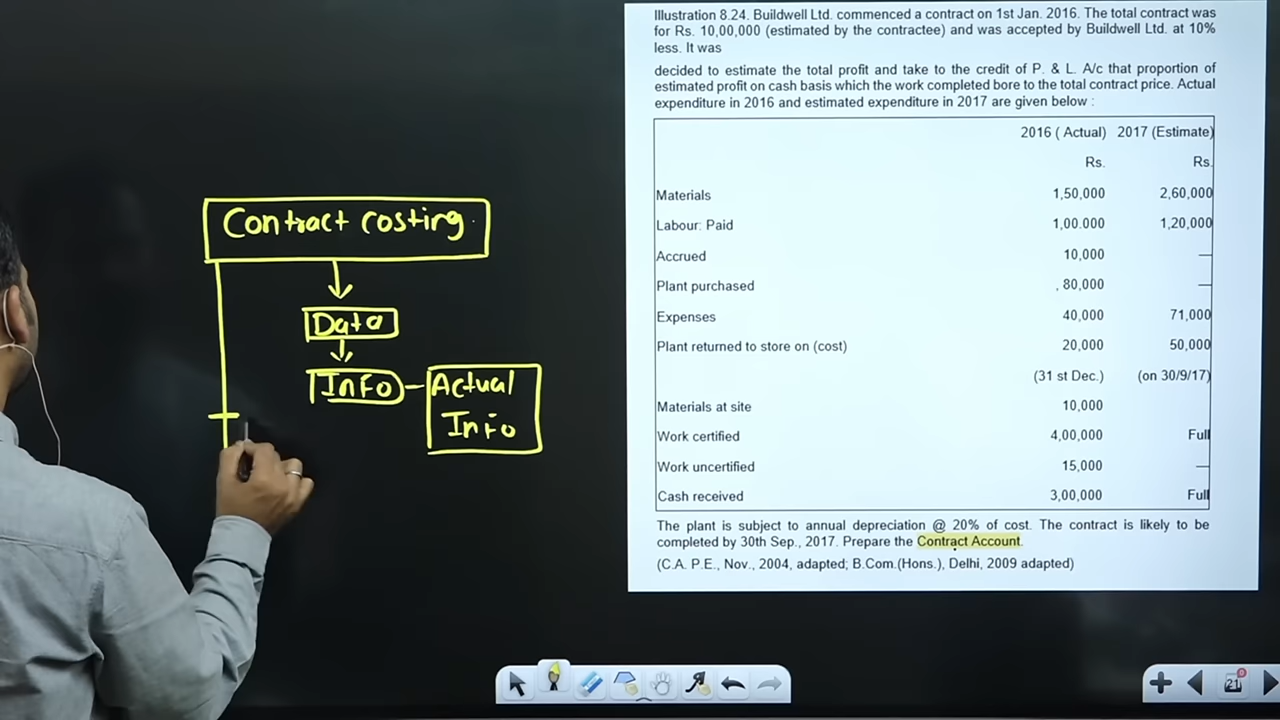 Illustration 8.24. Buildwell Ltd. commenced a contract on 1st Jan. 2016. The total contract was
for Rs. 10,00,000 (estimated by the contractee) and was accepted by Buildwell Ltd. at 10%
less. It was
decided to estimate the total profit and take to the credit of P. & L. A/c that proportion of
estimated profit on cash basis which the work completed bore to the total contract price. Actual
expenditure in 2016 and estimated expenditure in 2017 are given below :
2016 ( Actual) 2017 (Estimate)
Rs. Rs.
Materials 1,50,000 2,60,000
Labour: Paid 1,00.000 1,20,000
Accrued 10,000 —
Plant purchased . 80,000 —
Expenses 40,000 71,000
Plant returned to store on (cost) 20,000 50,000
(31 st Dec.) (on 30/9/17)
Materials at site 10,000
Work certified 4,00,000 Full
Work uncertified 15,000 —
Cash received 3,00,000 Full
The plant is subject to annual depreciation @ 20% of cost. The contract is likely to be
completed by 30th Sep., 2017. Prepare the Contract Account.
(C.A. P.E., Nov., 2004, adapted; B.Com.(Hons.), Delhi, 2009 adapted)
Contract costing
Data
Info
Actual
Info
21